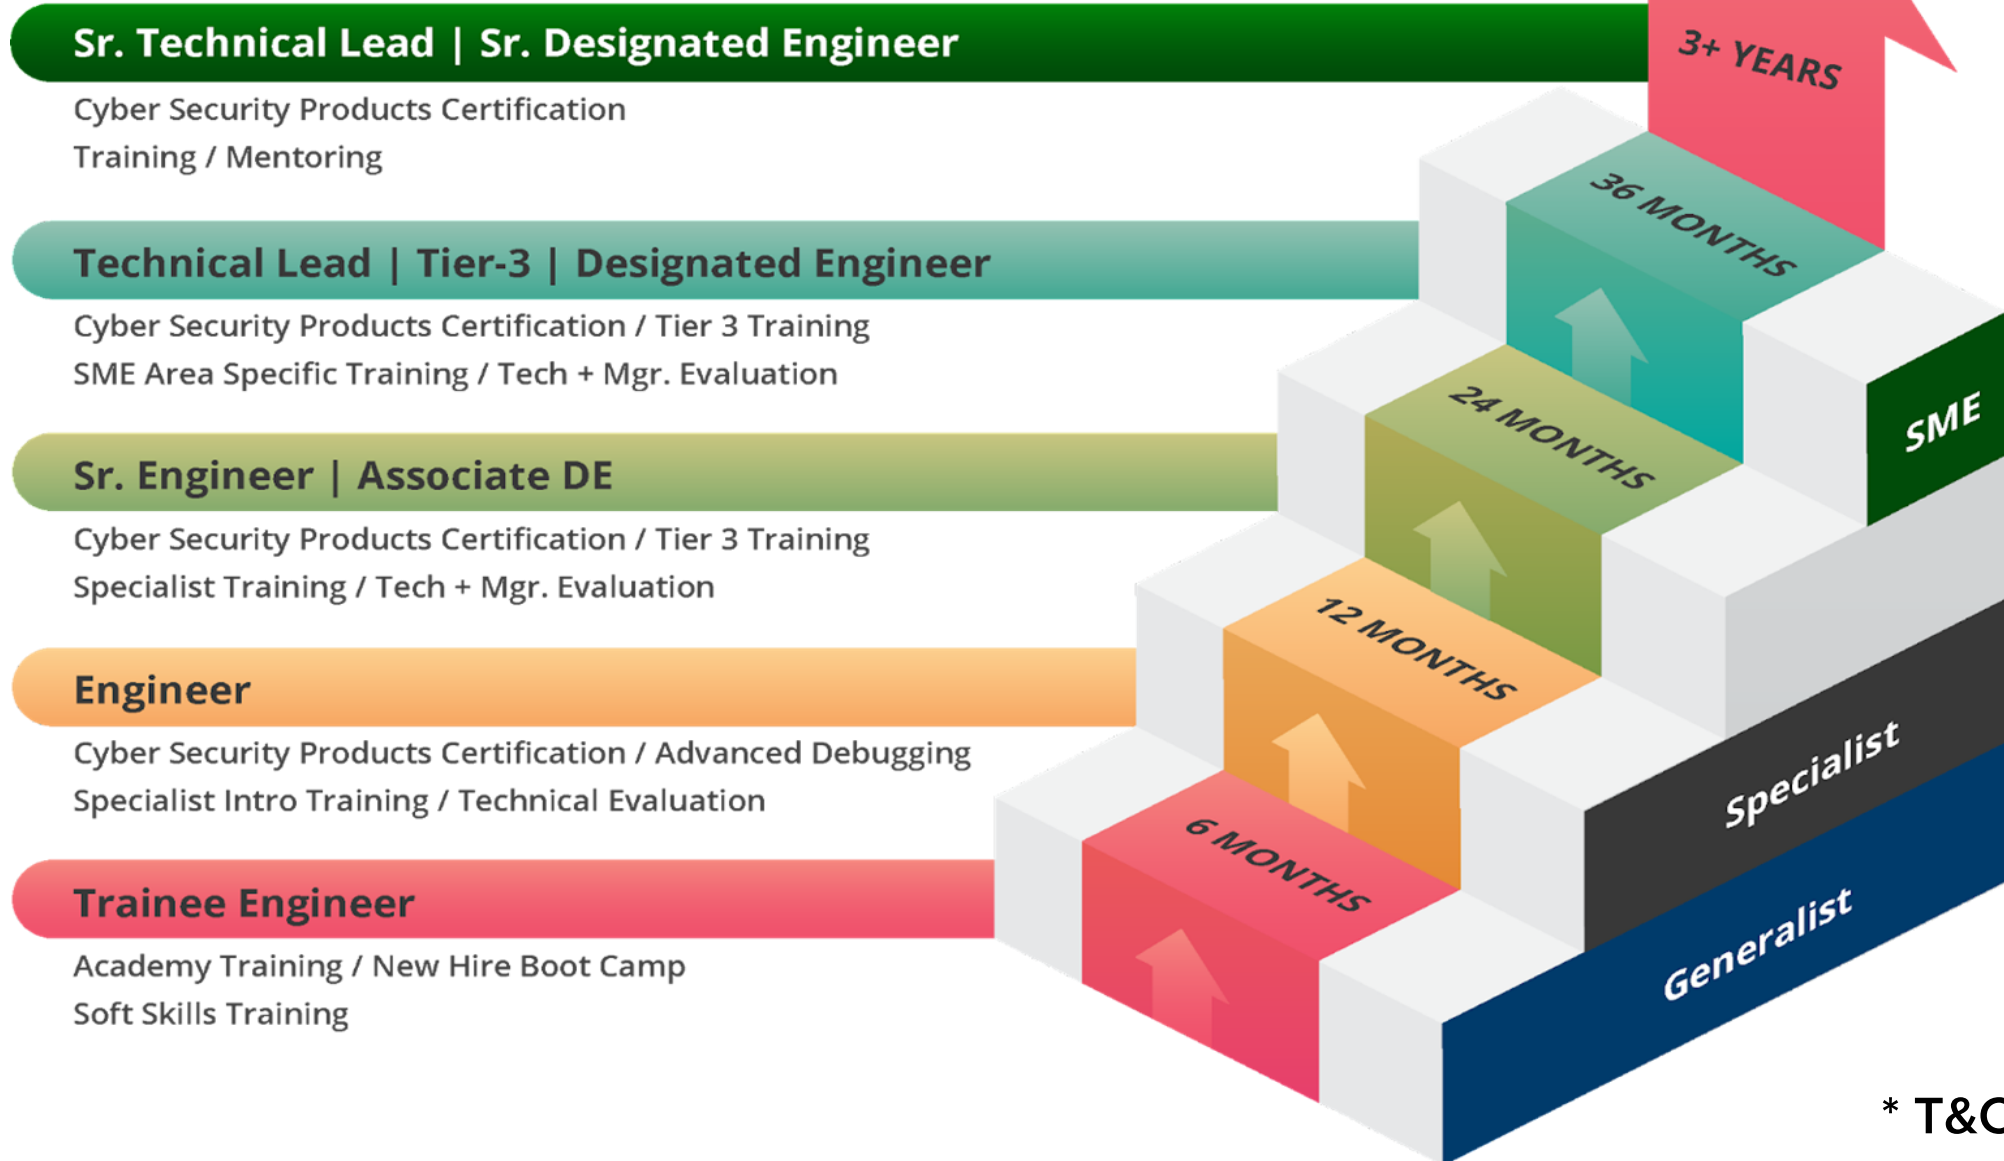 Sr. Technical Lead | Sr. Designated Engineer
Cyber Security Products Certification
Training / Mentoring
3+ YEARS
Technical Lead | Tier-3 | Designated Engineer
Cyber Security Products Certification / Tier 3 Training
SME Area Specific Training / Tech + Mgr. Evaluation
36 MONTHS
Sr. Engineer | Associate DE
Cyber Security Products Certification / Tier 3 Training
Specialist Training / Tech + Mgr. Evaluation
24 MONTHS
Engineer
Cyber Security Products Certification / Advanced Debugging
Specialist Intro Training / Technical Evaluation
12 MONTHS
Trainee Engineer
Academy Training / New Hire Boot Camp
Soft Skills Training
6 MONTHS
SME
Specialist
Generalist
* T&C